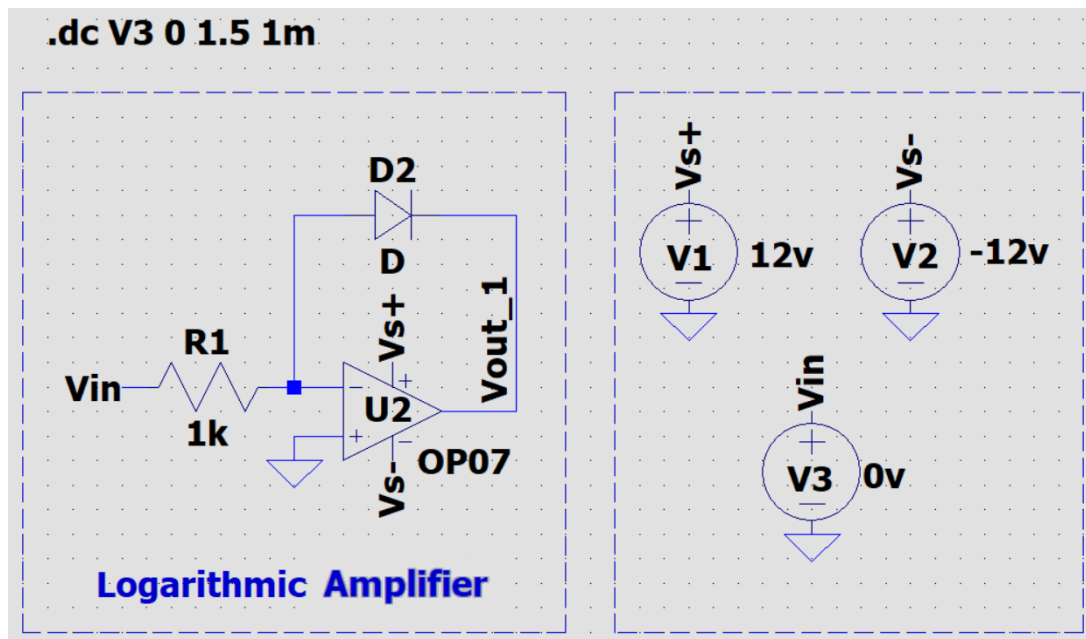 .dc V3 0 1.5 1m
D2
D
Vs+
Vout_1
R1
Vin
1k
− +
U2
+ −
OP07
Vs-
Logarithmic Amplifier
Vs+
+
V1
−
12v
Vs-
+
V2
−
-12v
Vin
+
V3
−
0v